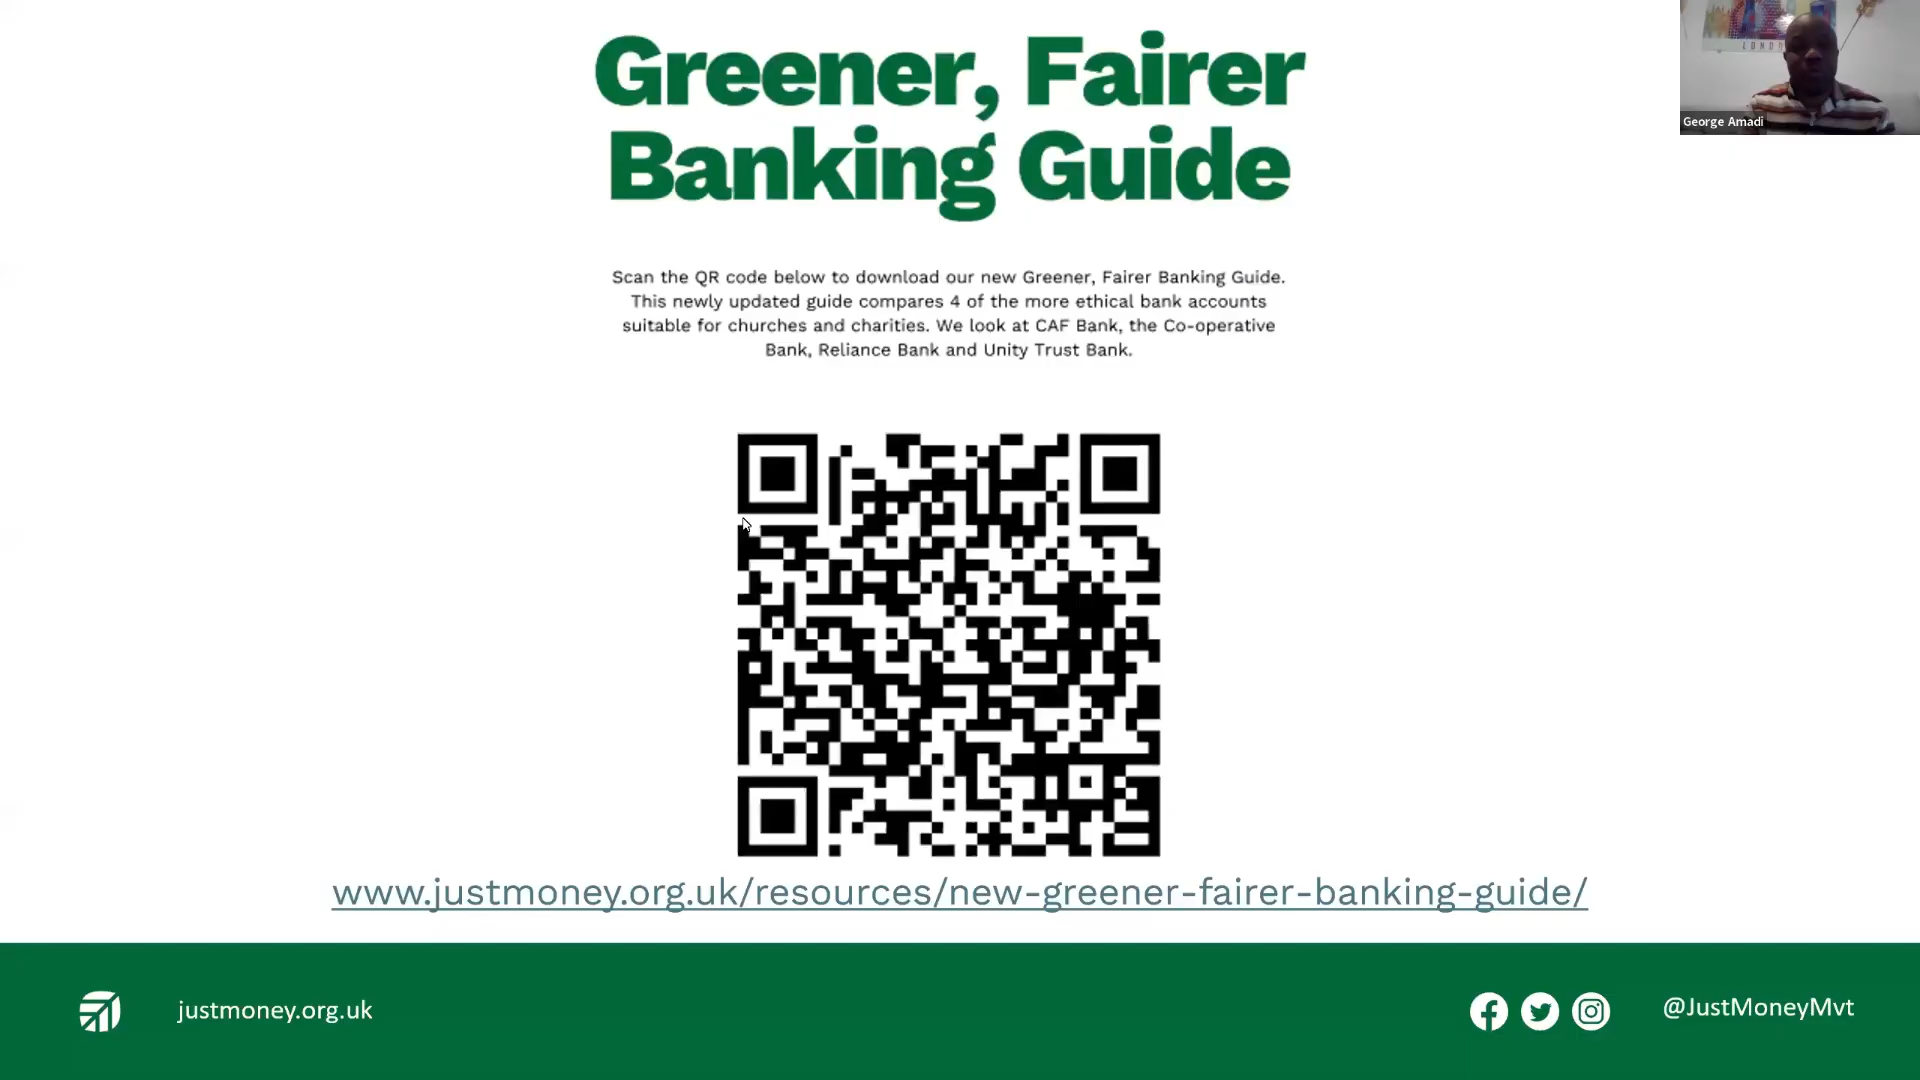 Greener, Fairer
Banking Guide
Scan the QR code below to download our new Greener, Fairer Banking Guide.
This newly updated guide compares 4 of the more ethical bank accounts
suitable for churches and charities. We look at CAF Bank, the Co-operative
Bank, Reliance Bank and Unity Trust Bank.
www.justmoney.org.uk/resources/new-greener-fairer-banking-guide/
justmoney.org.uk
@JustMoneyMvt
LONDON
George Amadi